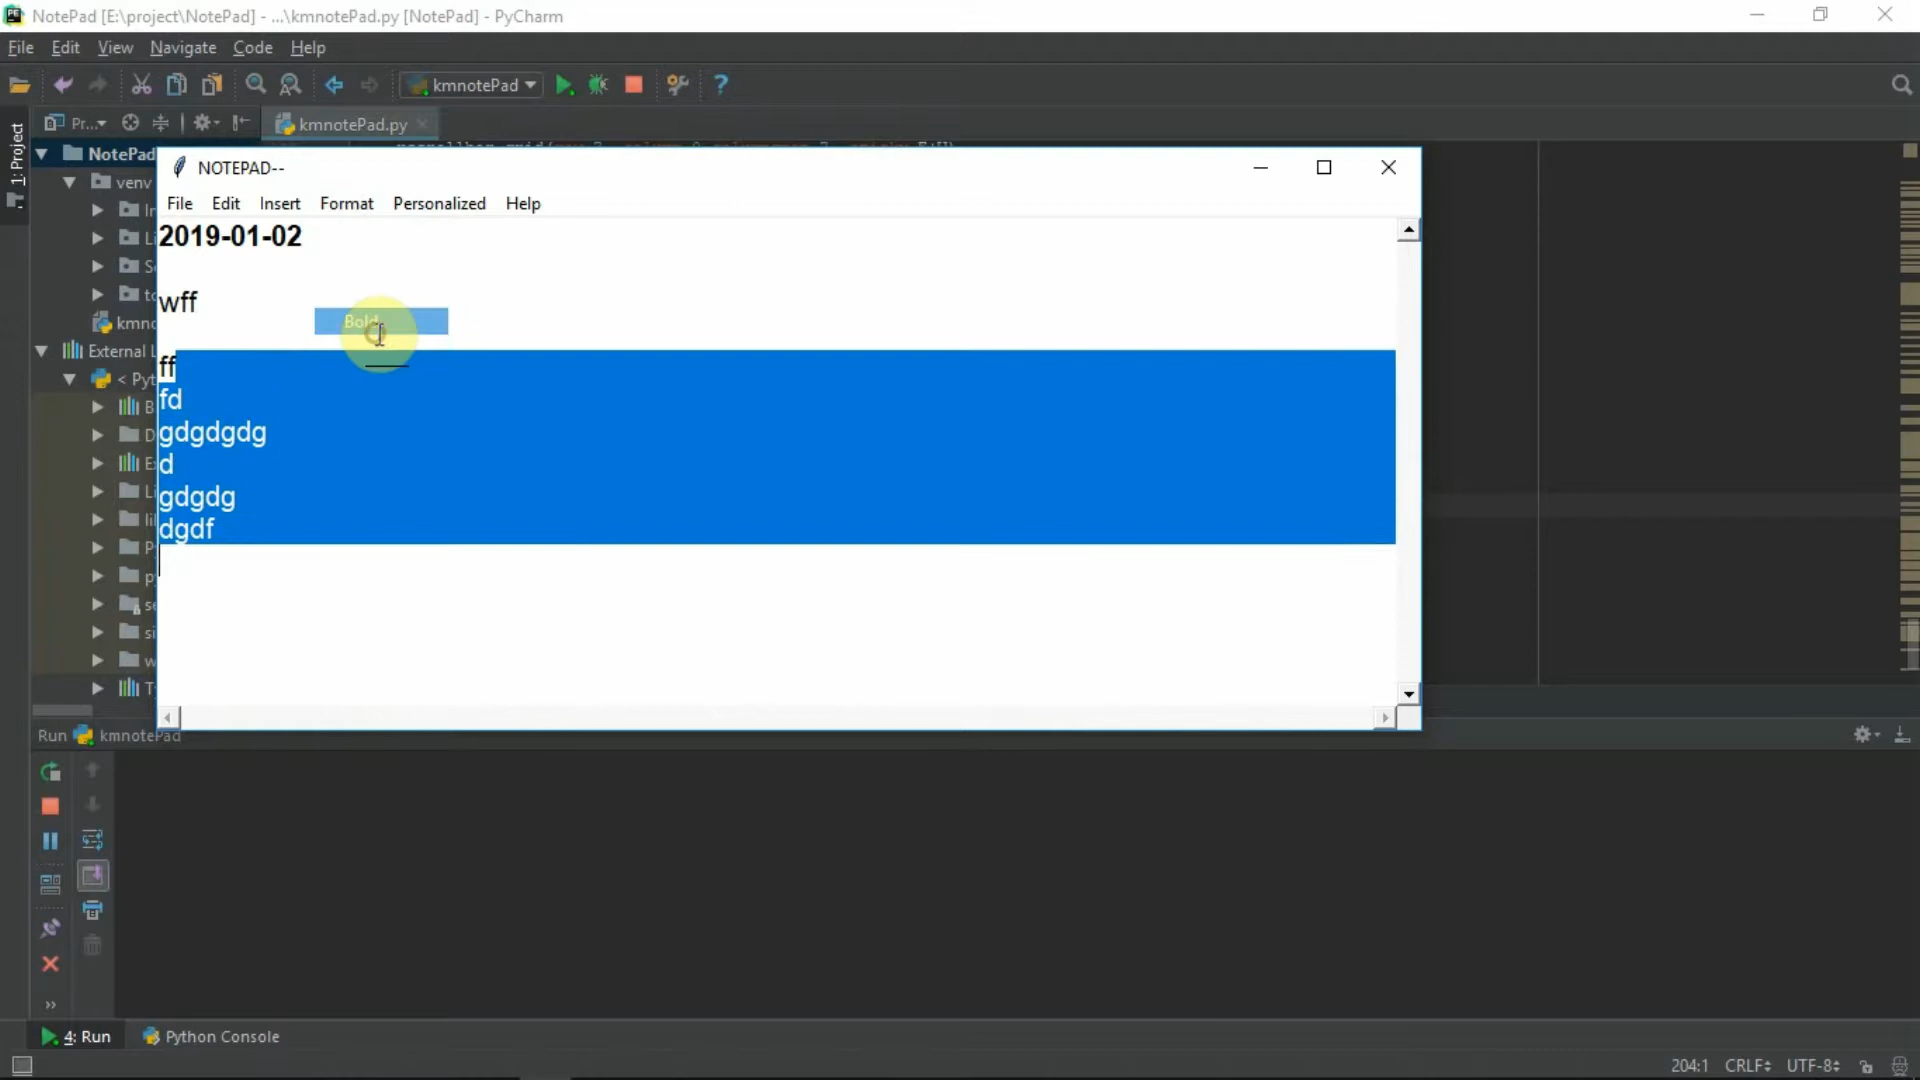 NotePad [E:\project\NotePad] - ...\kmnotePad.py [NotePad] - PyCharm
File Edit View Navigate Code Help
kmnotePad
1: Project
Pr...
kmnotePad.py
NotePad
venv
NOTEPAD--
File Edit Insert Format Personalized Help
2019-01-02
wff
Bold
ff
fd
gdgdgdg
d
gdgdg
dgdf
External L
Run kmnotePad
4: Run Python Console
204:1 CRLF UTF-8